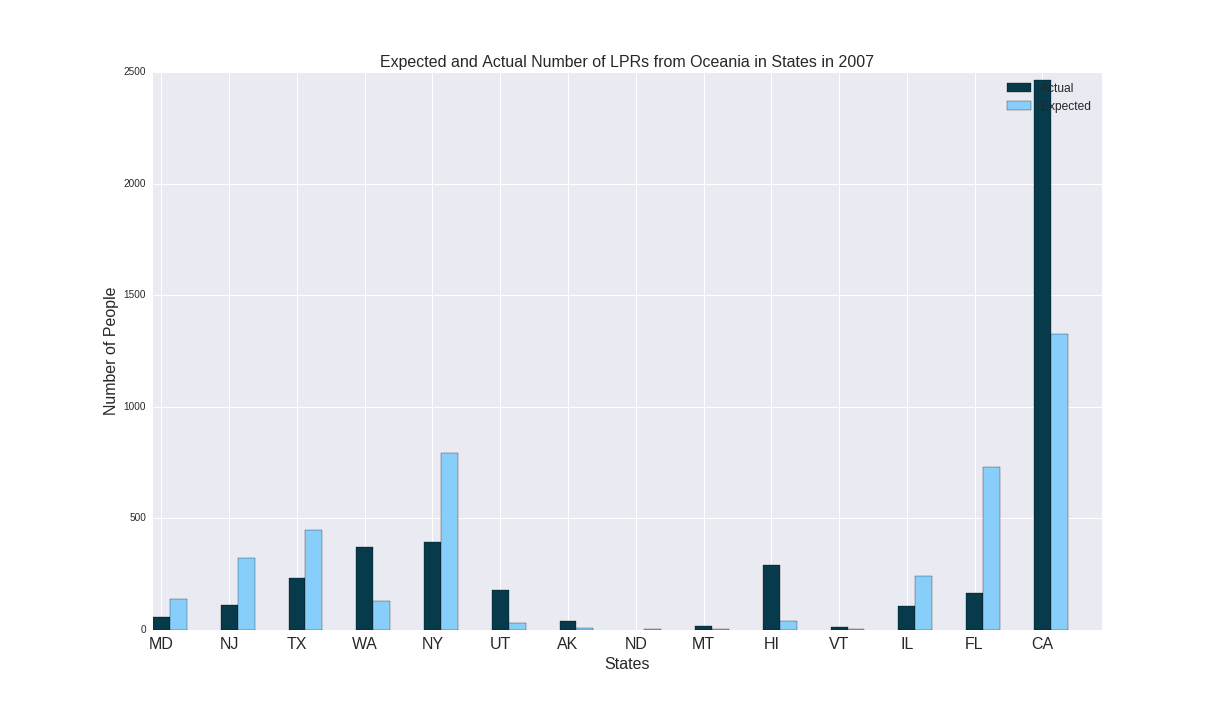 Expected and Actual Number of LPRs from Oceania in States in 2007
Actual
Expected
Number of People
2500
2000
1500
1000
500
0
MD NJ TX WA NY UT AK ND MT HI VT IL FL CA
States